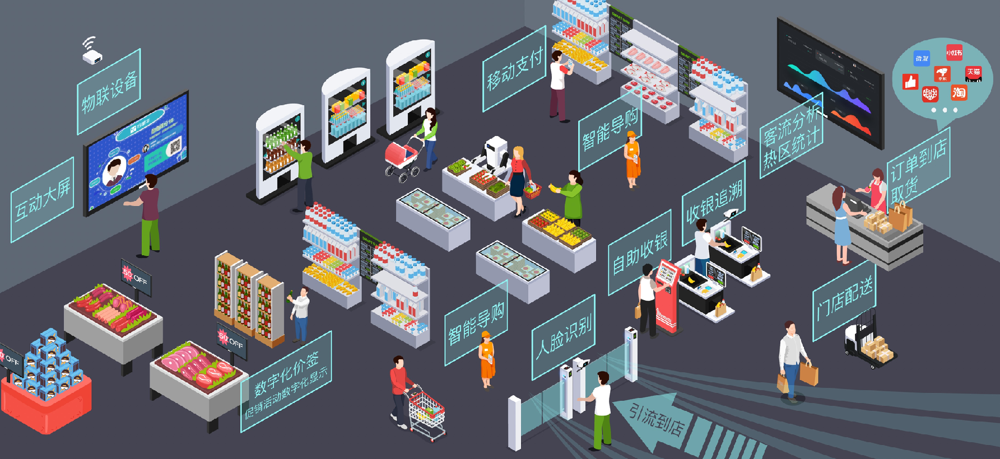 物联设备
互动大屏
移动支付
智能导购
SMART SHOP
客流分析
热区统计
微盟
小红书
京东
天猫
淘
订单到店
取货
收银追溯
自助收银
门店配送
50 OFF
50 OFF
OFF
智能导购
人脸识别
数字化价签
促销活动数字化显示
引流到店